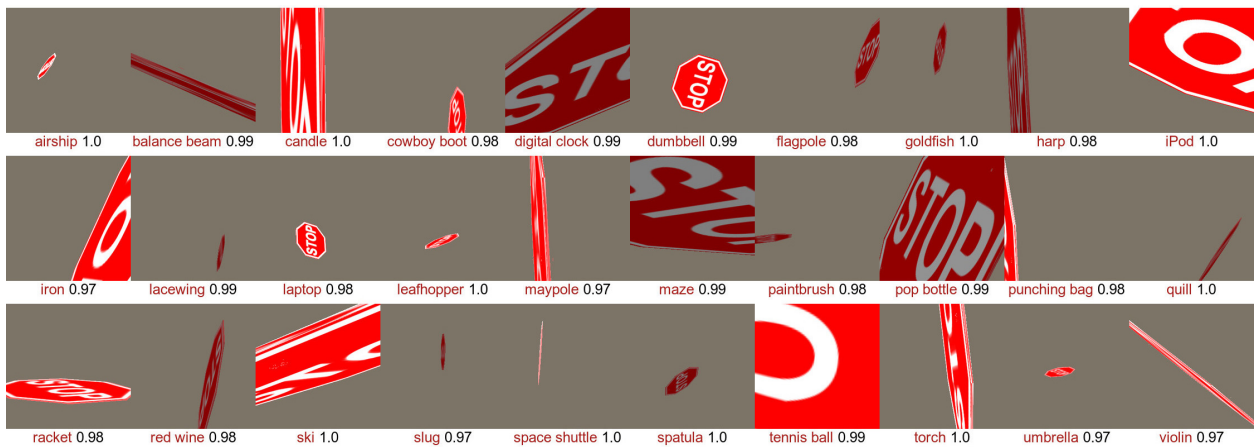 STOP
STO
STOP
STOP
airship 1.0 balance beam 0.99 candle 1.0 cowboy boot 0.98 digital clock 0.99 dumbbell 0.99 flagpole 0.98 goldfish 1.0 harp 0.98 iPod 1.0
STOP
STO
STOP
iron 0.97 lacewing 0.99 laptop 0.98 leafhopper 1.0 maypole 0.97 maze 0.99 paintbrush 0.98 pop bottle 0.99 punching bag 0.98 quill 1.0
STOP
racket 0.98 red wine 0.98 ski 1.0 slug 0.97 space shuttle 1.0 spatula 1.0 tennis ball 0.99 torch 1.0 umbrella 0.97 violin 0.97